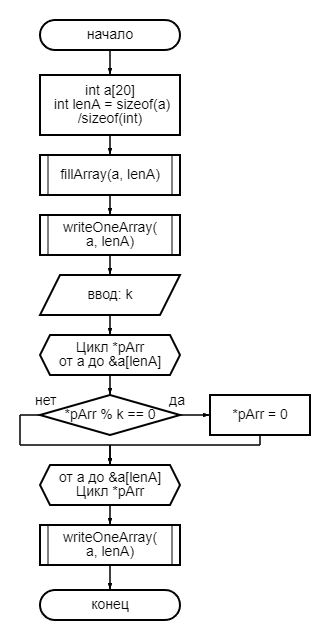 начало
int a[20]
int lenA = sizeof(a)
/sizeof(int)
fillArray(a, lenA)
writeOneArray(
a, lenA)
ввод: k
Цикл *pArr
от a до &a[lenA]
нет
да
*pArr % k == 0
*pArr = 0
от a до &a[lenA]
Цикл *pArr
writeOneArray(
a, lenA)
конец